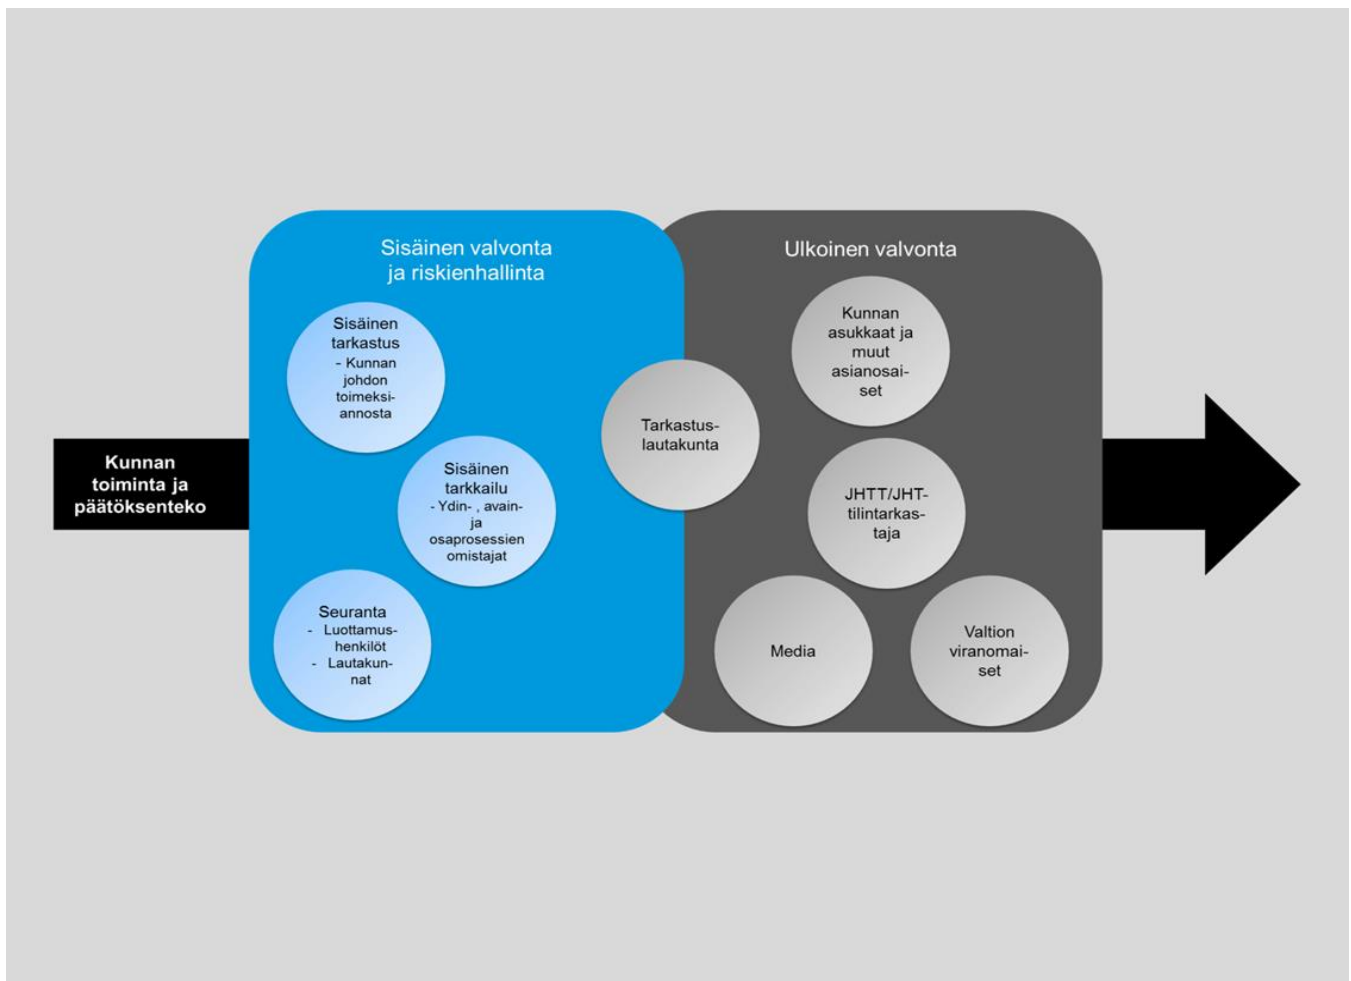 Kunnan
toiminta ja
päätöksenteko
Sisäinen valvonta
ja riskienhallinta
Sisäinen
tarkastus
- Kunnan
johdon
toimeksi-
annosta
Sisäinen
tarkkailu
- Ydin- , avain-
ja
osaprosessien
omistajat
Seuranta
- Luottamus-
henkilöt
- Lautakun-
nat
Tarkastus-
lautakunta
Ulkoinen valvonta
Kunnan
asukkaat ja
muut
asianosai-
set
JHTT/JHT-
tilintarkas-
taja
Media
Valtion
viranomai-
set